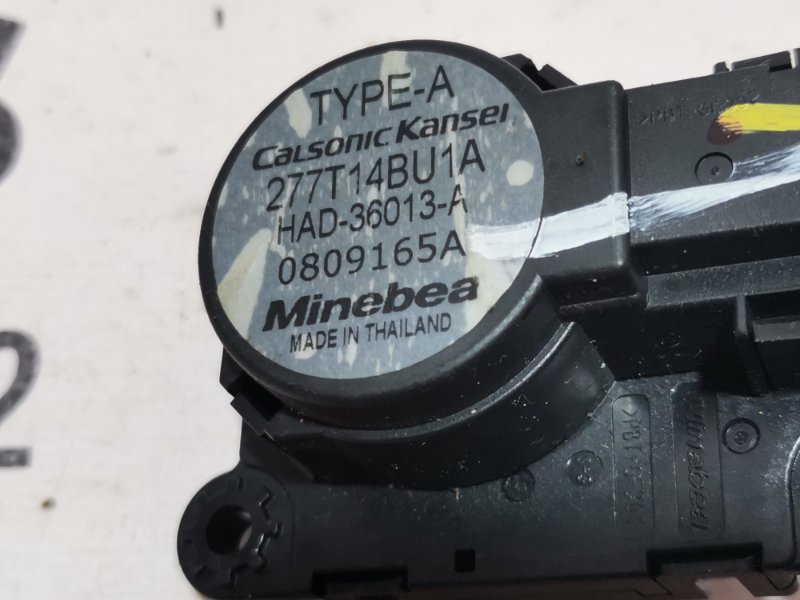 TYPE-A
CALSONIC KANSEI
277T14BU1A
HAD-36013-A
0809165A
Minebea
MADE IN THAILAND